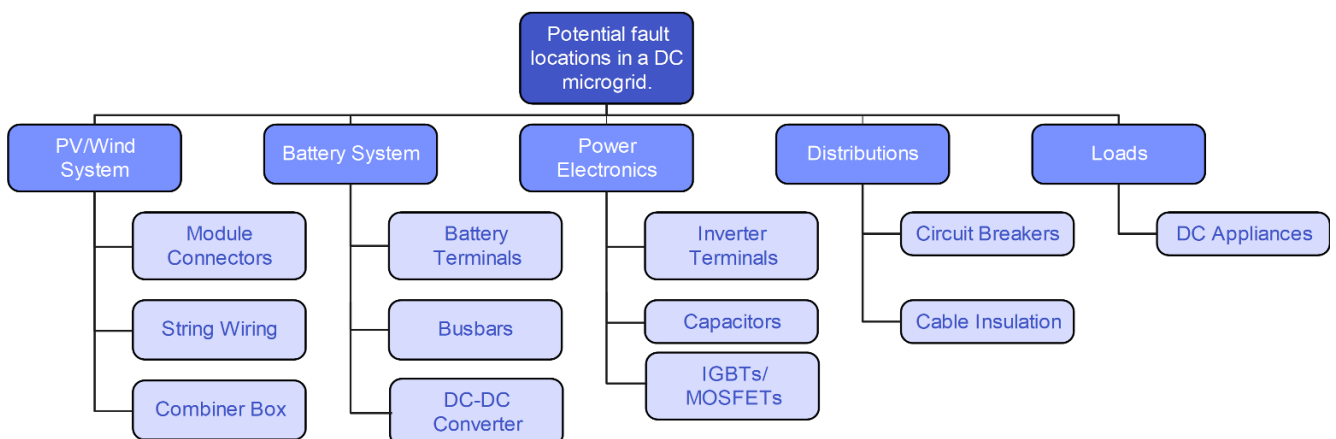 Potential fault
locations in a DC
microgrid.
PV/Wind
System
Battery System
Power
Electronics
Distributions
Loads
Module
Connectors
String Wiring
Combiner Box
Battery
Terminals
Busbars
DC-DC
Converter
Inverter
Terminals
Capacitors
IGBTs/
MOSFETs
Circuit Breakers
Cable Insulation
DC Appliances